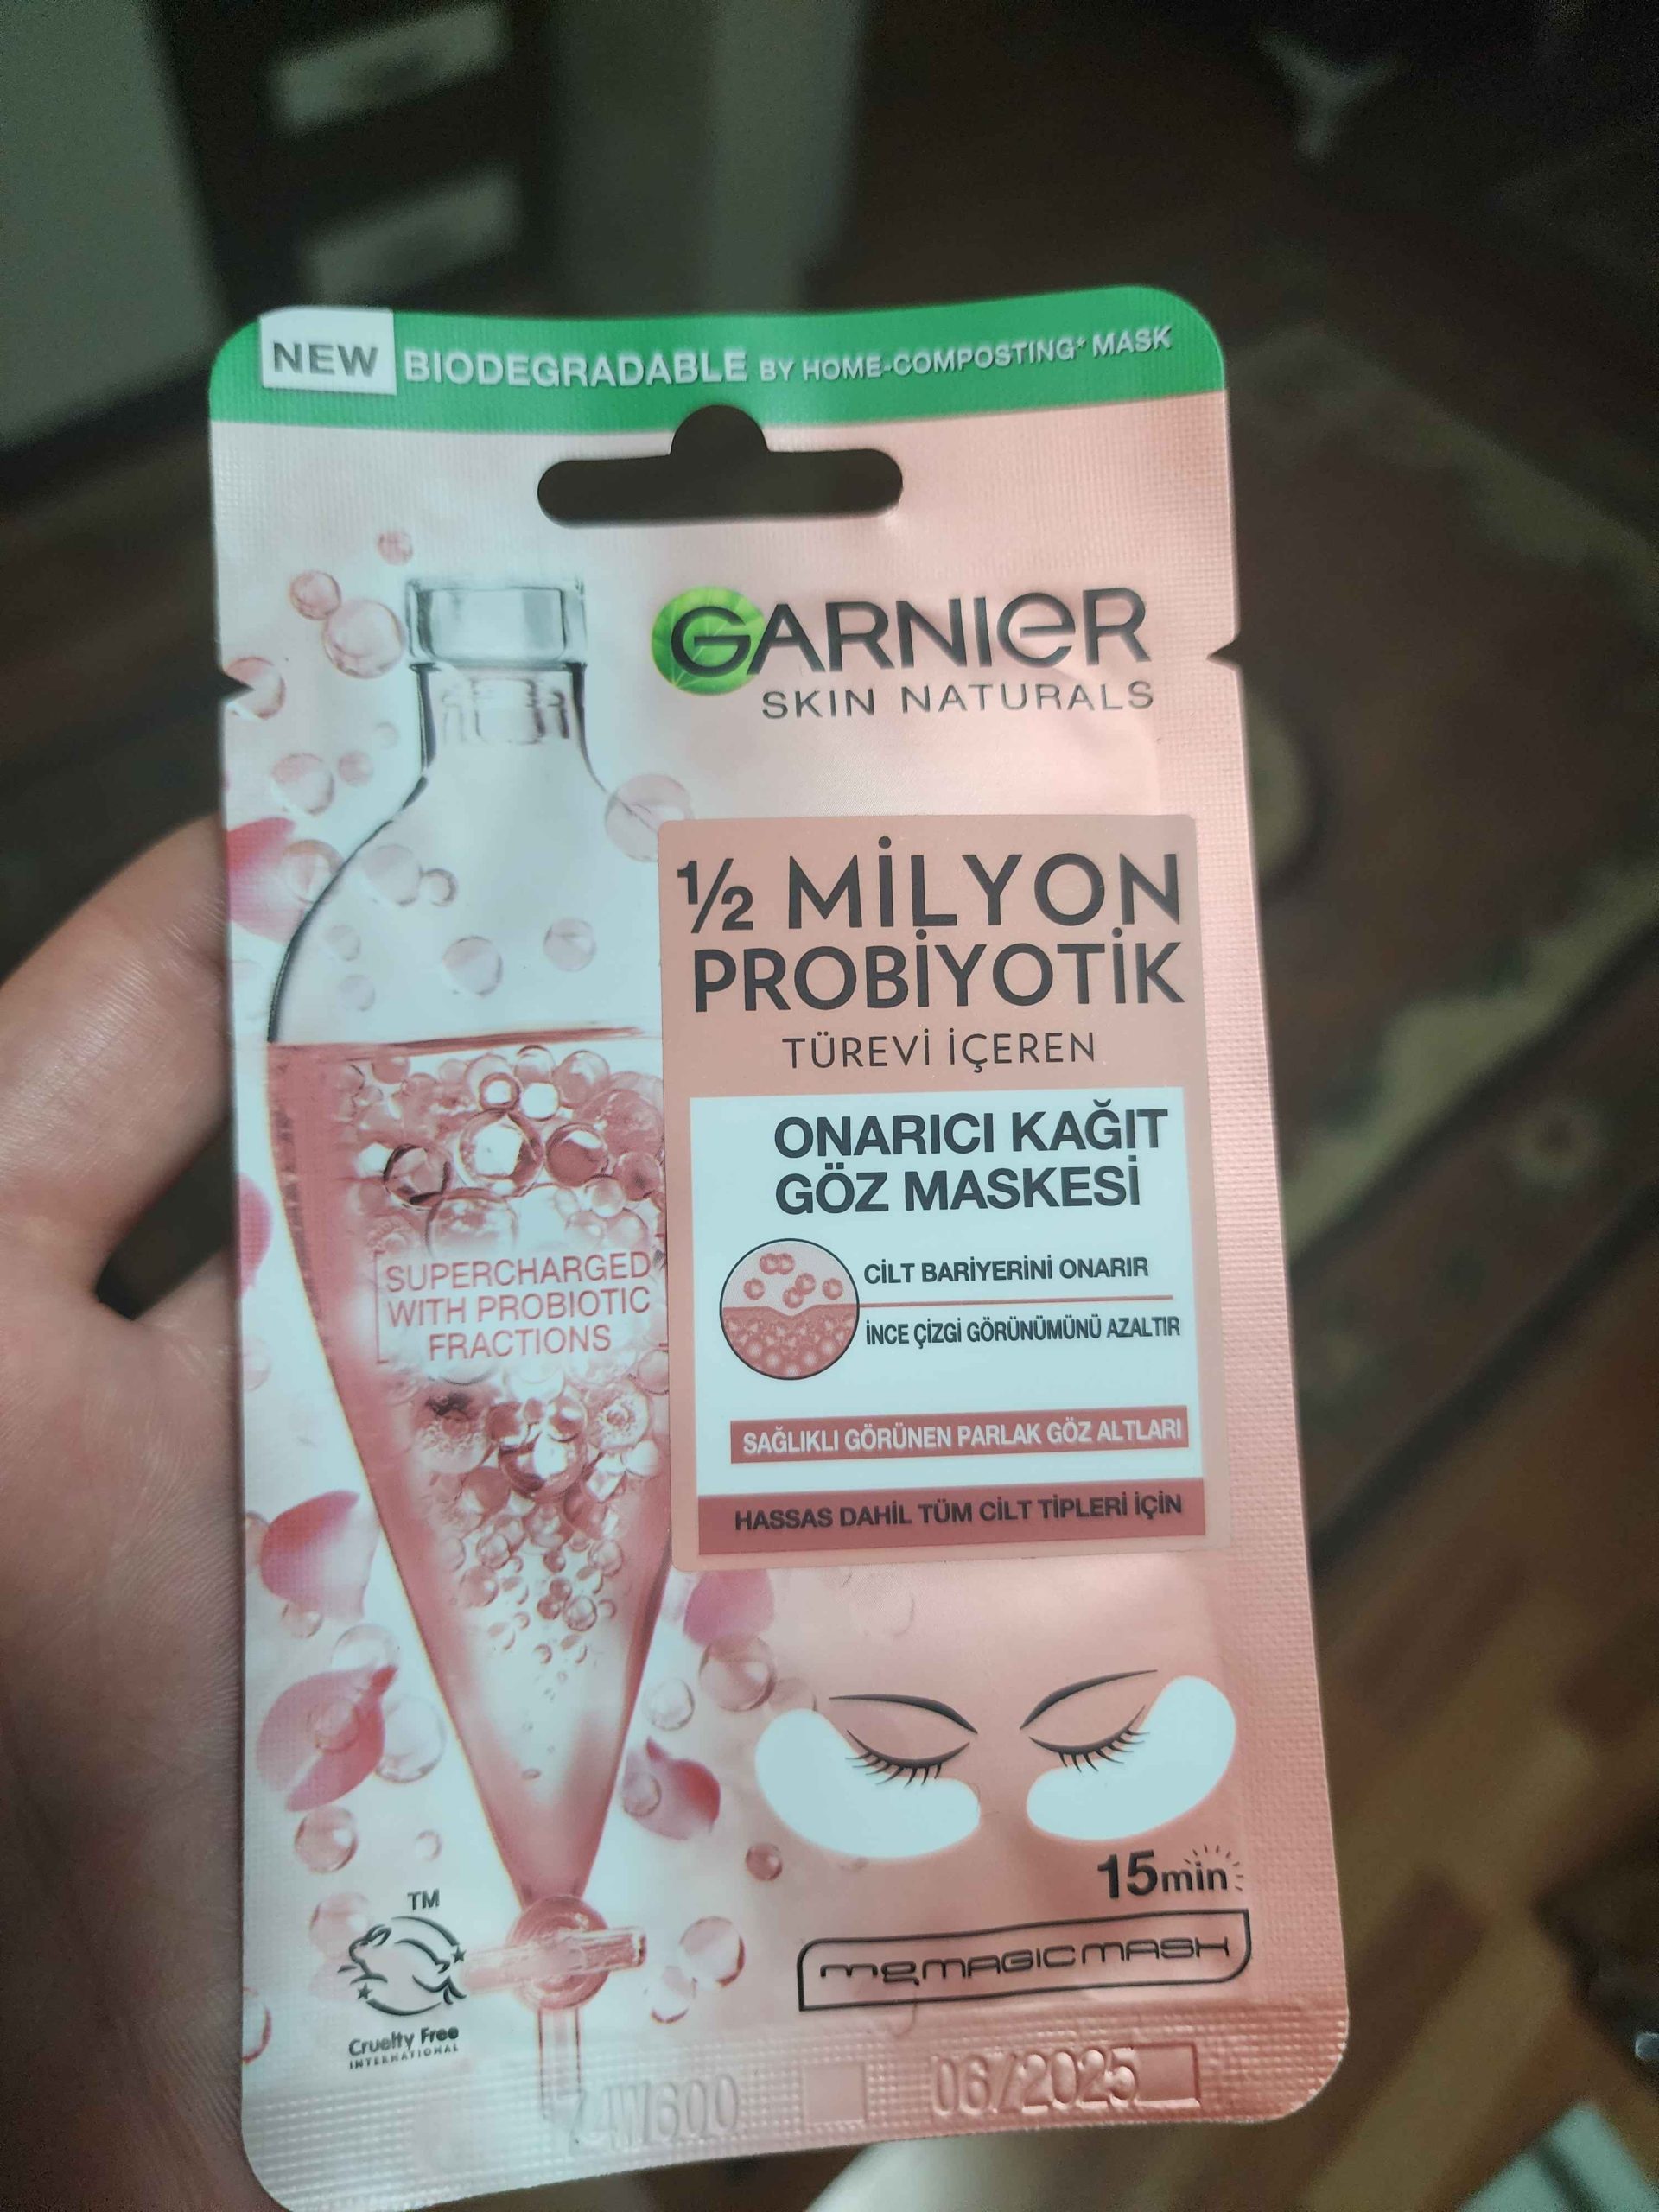 NEW BIODEGRADABLE BY HOME-COMPOSTING* MASK
GARNIER
SKIN NATURALS
½ MİLYON
PROBİYOTİK
TÜREVİ İÇEREN
ONARICI KAĞIT
GÖZ MASKESİ
CİLT BARİYERİNİ ONARIR
İNCE ÇİZGİ GÖRÜNÜMÜNÜ AZALTIR
SUPERCHARGED
WITH PROBIOTIC
FRACTIONS
SAĞLIKLI GÖRÜNEN PARLAK GÖZ ALTLARI
HASSAS DAHİL TÜM CİLT TİPLERİ İÇİN
15min
TM
Cruelty Free
INTERNATIONAL
MAGIC MASK
74W600
06/2025